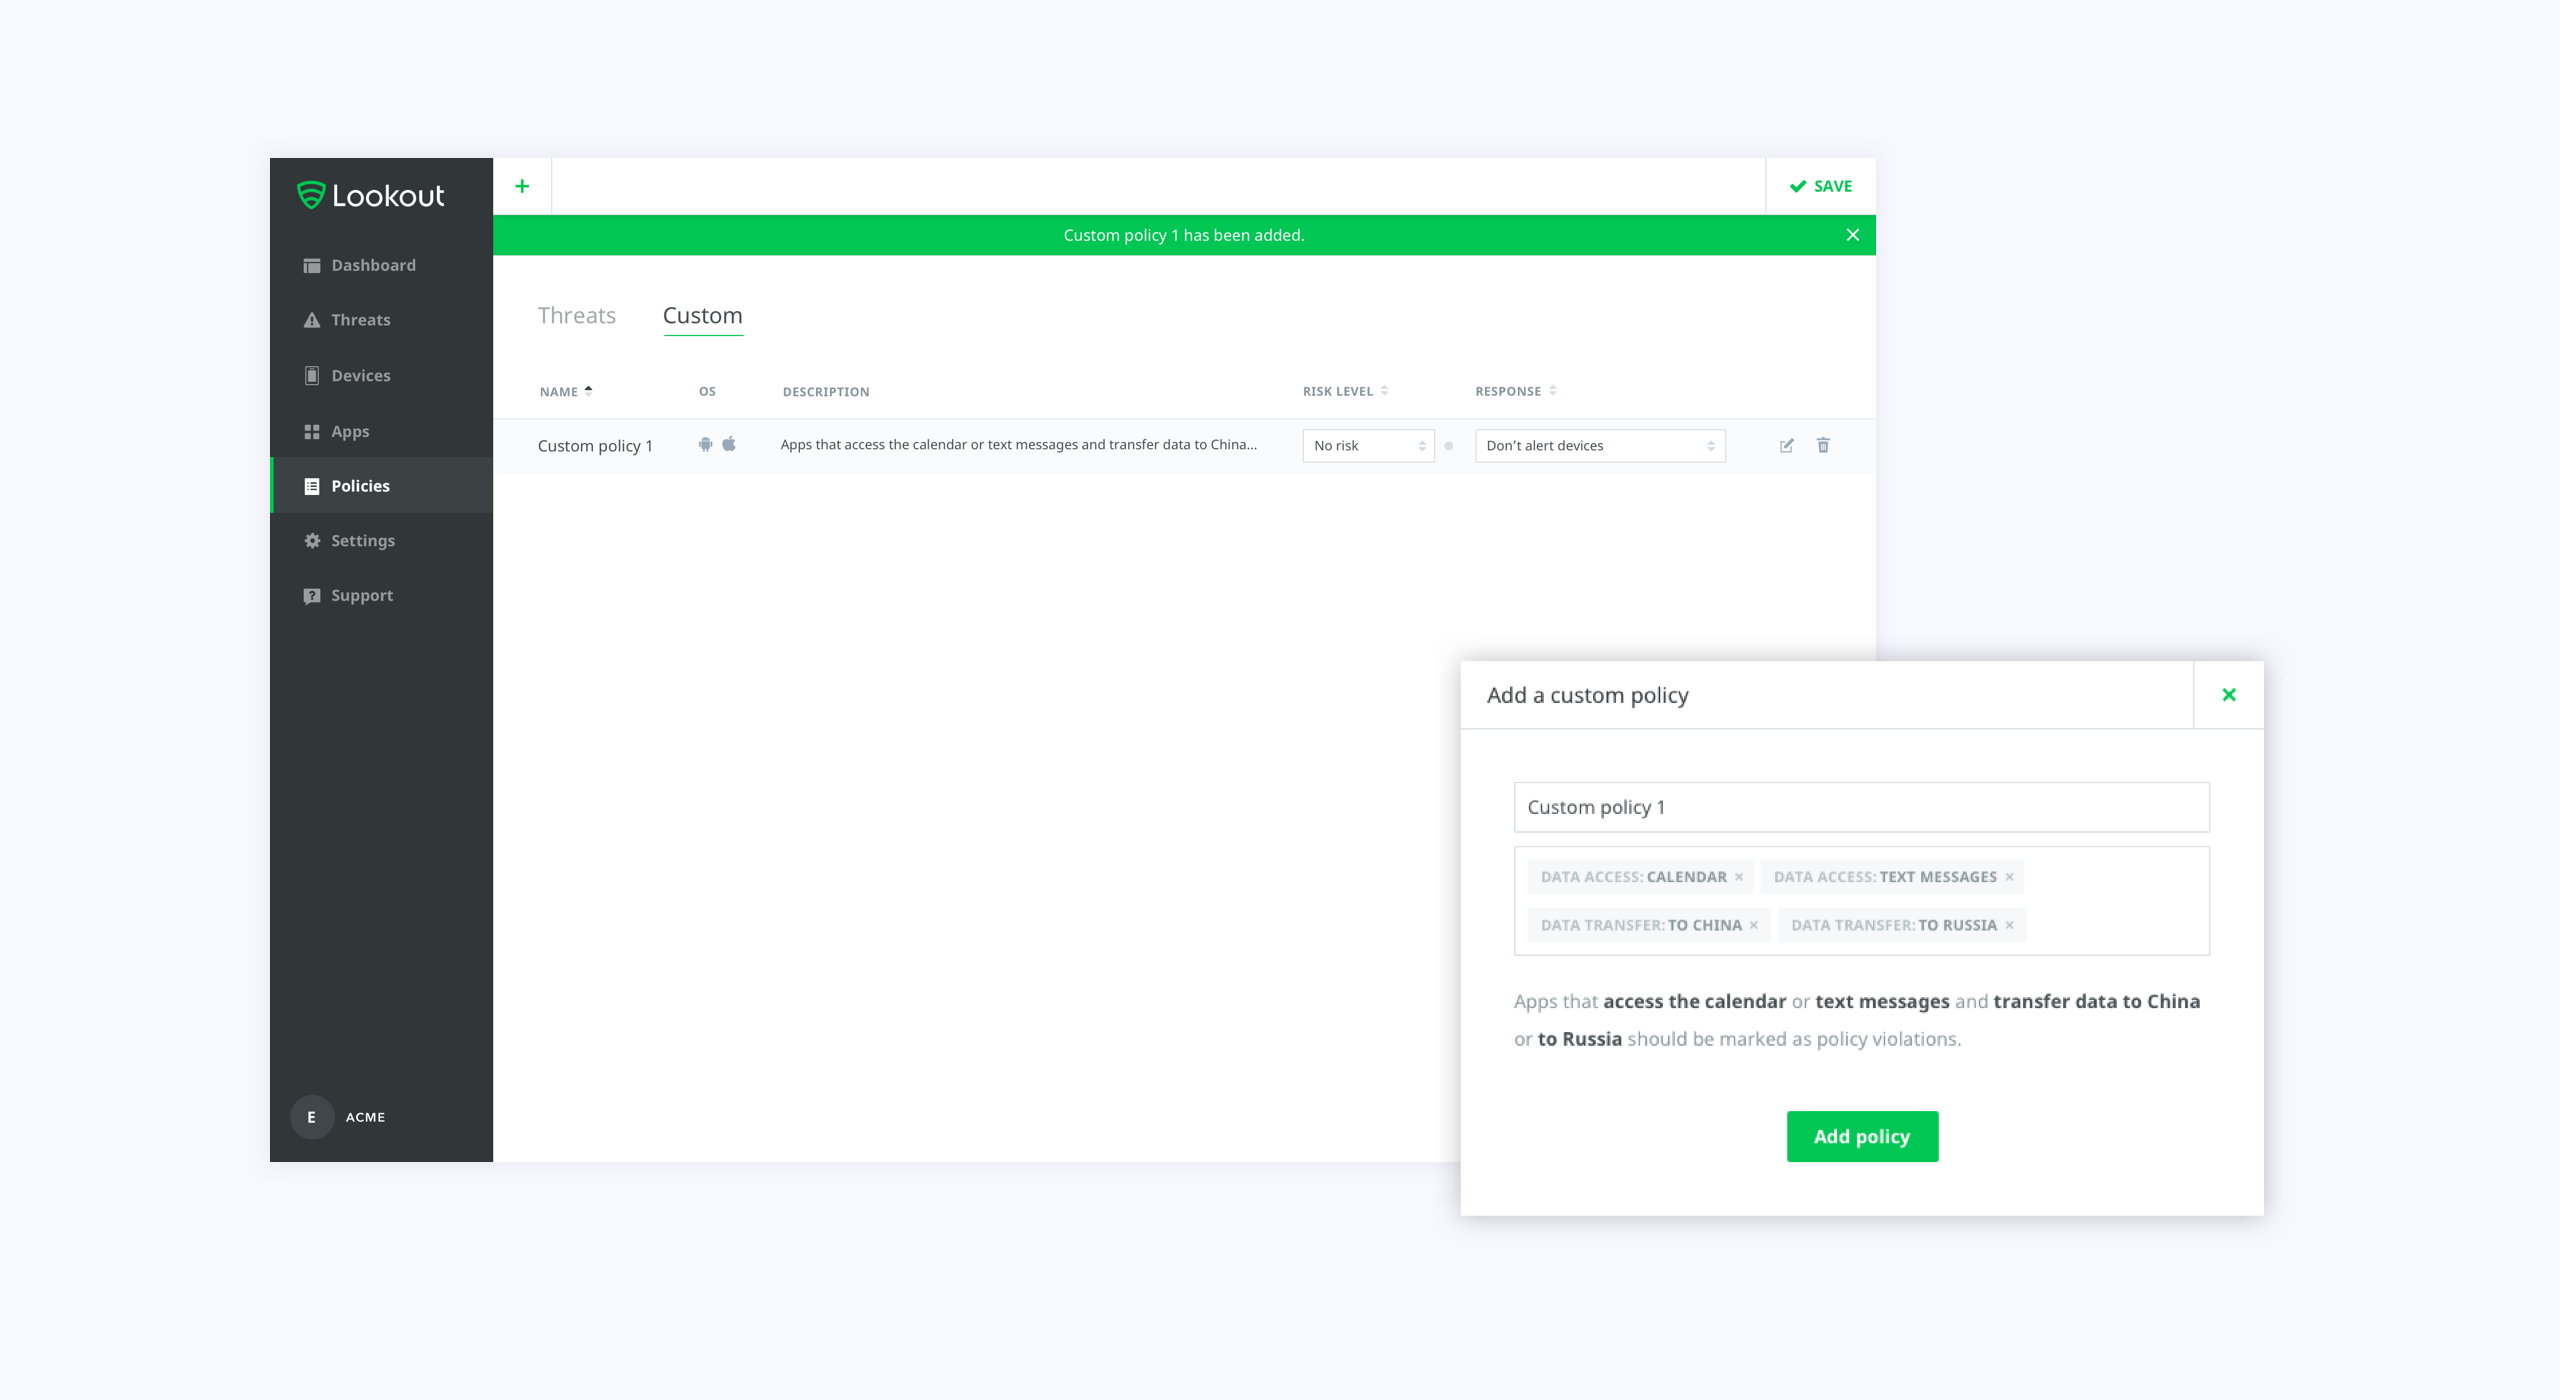 Lookout
Dashboard
Threats
Devices
Apps
Policies
Settings
Support
E ACME
+ SAVE
Custom policy 1 has been added.
Threats Custom
NAME OS DESCRIPTION RISK LEVEL RESPONSE
Custom policy 1 Apps that access the calendar or text messages and transfer data to China... No risk Don't alert devices
Add a custom policy
Custom policy 1
DATA ACCESS: CALENDAR × DATA ACCESS: TEXT MESSAGES ×
DATA TRANSFER: TO CHINA × DATA TRANSFER: TO RUSSIA ×
Apps that access the calendar or text messages and transfer data to China
or to Russia should be marked as policy violations.
Add policy